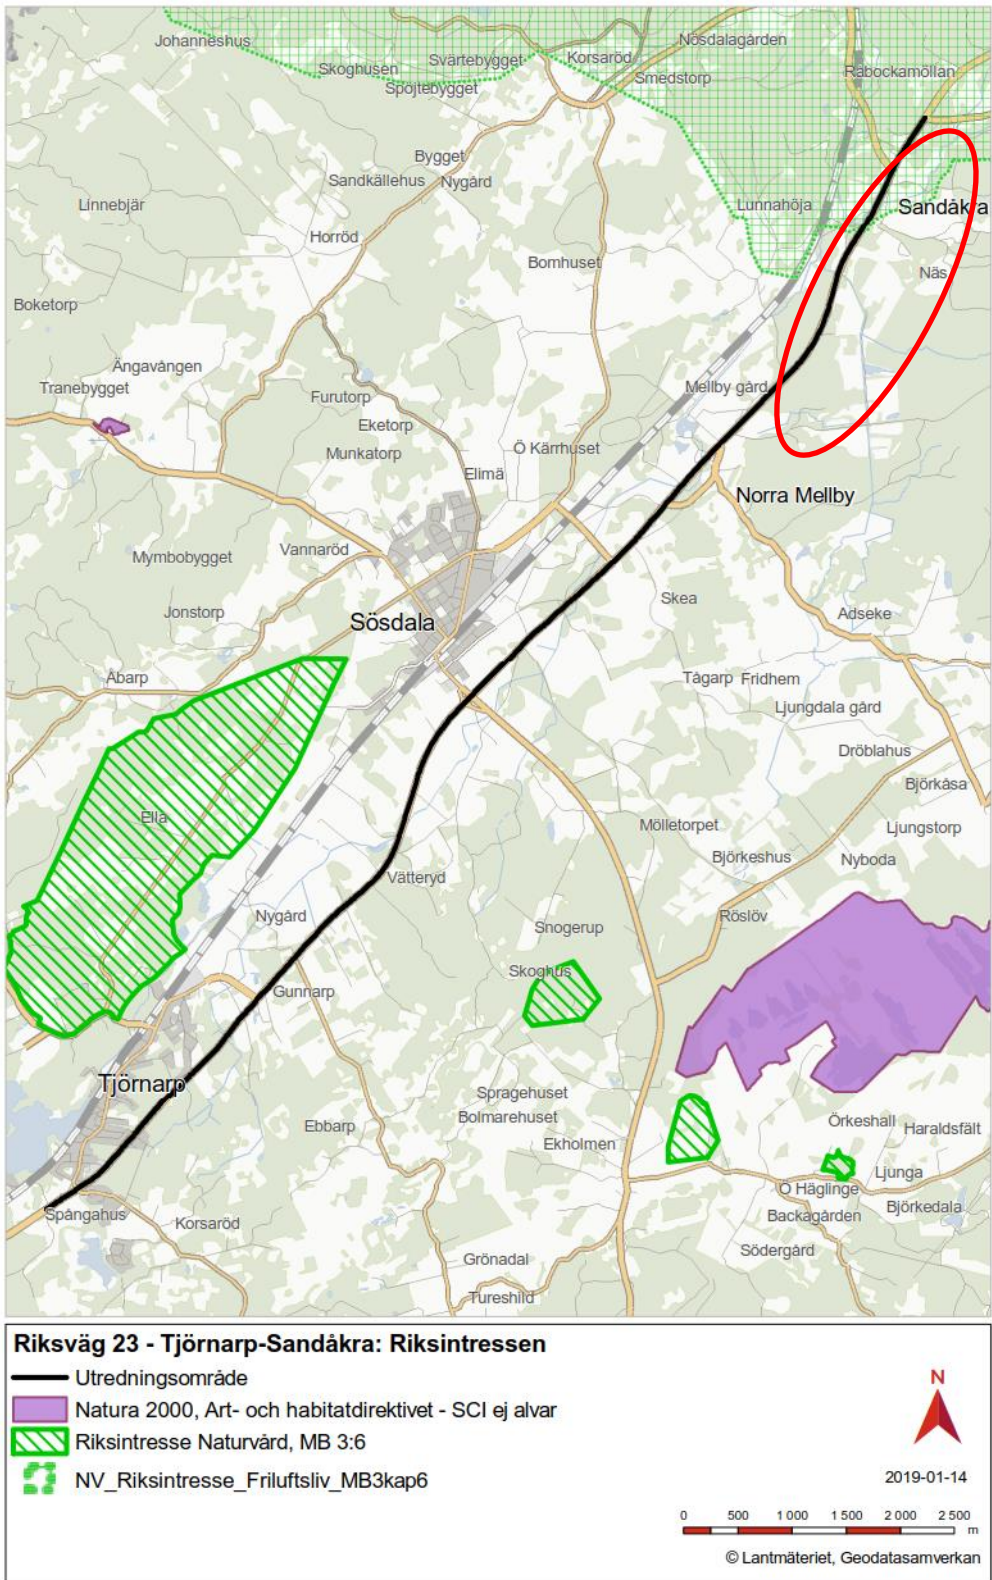 Johanneshus
Skoghusen
Svärtebygget
Spöjtebygget
Korsaröd
Nösdalagården
Smedstorp
Rabockamöllan
Bygget
Sandkällehus
Nygård
Linnebjär
Lunnahöja
Sandåkra
Horröd
Bomhuset
Näs
Boketorp
Ängavången
Tranebygget
Furutorp
Mellby gård
Eketorp
Munkatorp
Ö Kärrhuset
Elimä
Norra Mellby
Vannaröd
Mymbobygget
Skea
Jonstorp
Sösdala
Adseke
Åbarp
Tågarp
Fridhem
Ljungdala gård
Dröblahus
Björkåsa
Ella
Mölletorpet
Ljungstorp
Björkeshus
Nyboda
Vätteryd
Nygård
Röslöv
Snogerup
Skoghus
Gunnarp
Tjörnarp
Spragehuset
Bolmarehuset
Ebbarp
Ekholmen
Örkeshall
Haraldsfält
Ljunga
O Häglinge
Björkedala
Backagården
Spångahus
Korsaröd
Södergård
Grönadal
Tureshild
Riksväg 23 - Tjörnarp-Sandåkra: Riksintressen
Utredningsområde
Natura 2000, Art- och habitatdirektivet - SCI ej alvar
Riksintresse Naturvård, MB 3:6
NV_Riksintresse_Friluftsliv_MB3kap6
N
2019-01-14
0 500 1 000 1 500 2 000 2 500
m
© Lantmäteriet, Geodatasamverkan